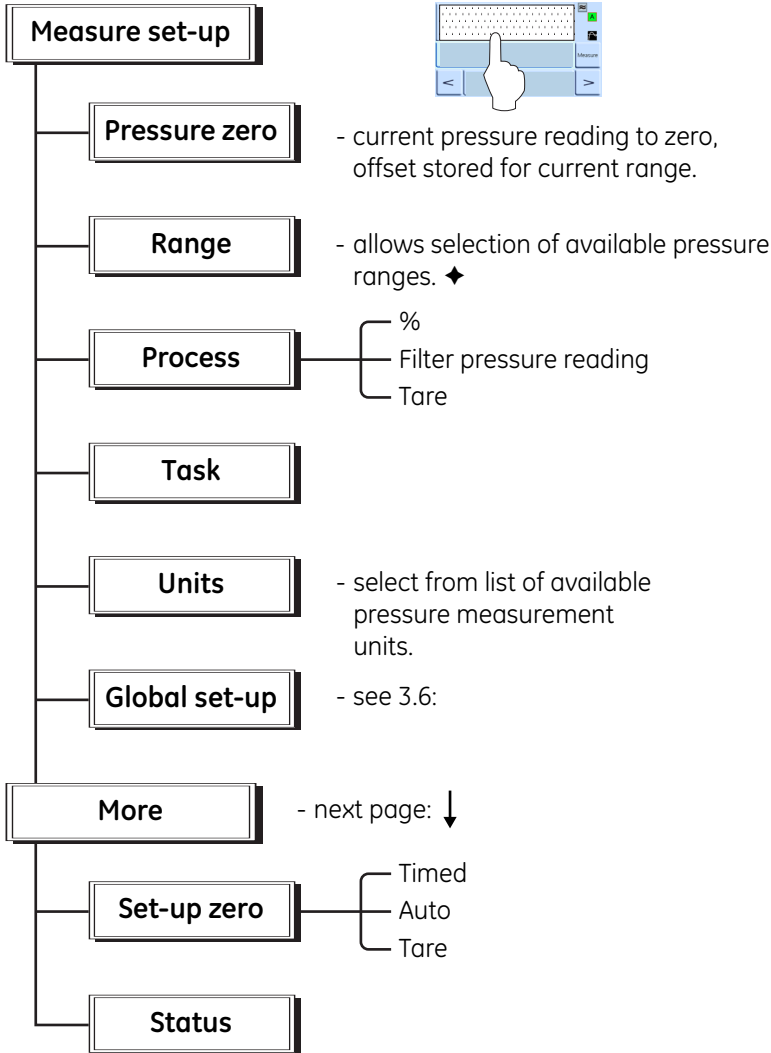 Measure set-up
A
Measure
<
>
Pressure zero
- current pressure reading to zero,
offset stored for current range.
Range
- allows selection of available pressure
ranges. ✦
Process
%
Filter pressure reading
Tare
Task
Units
- select from list of available
pressure measurement
units.
Global set-up
- see 3.6:
More
- next page: ↓
Set-up zero
Timed
Auto
Tare
Status